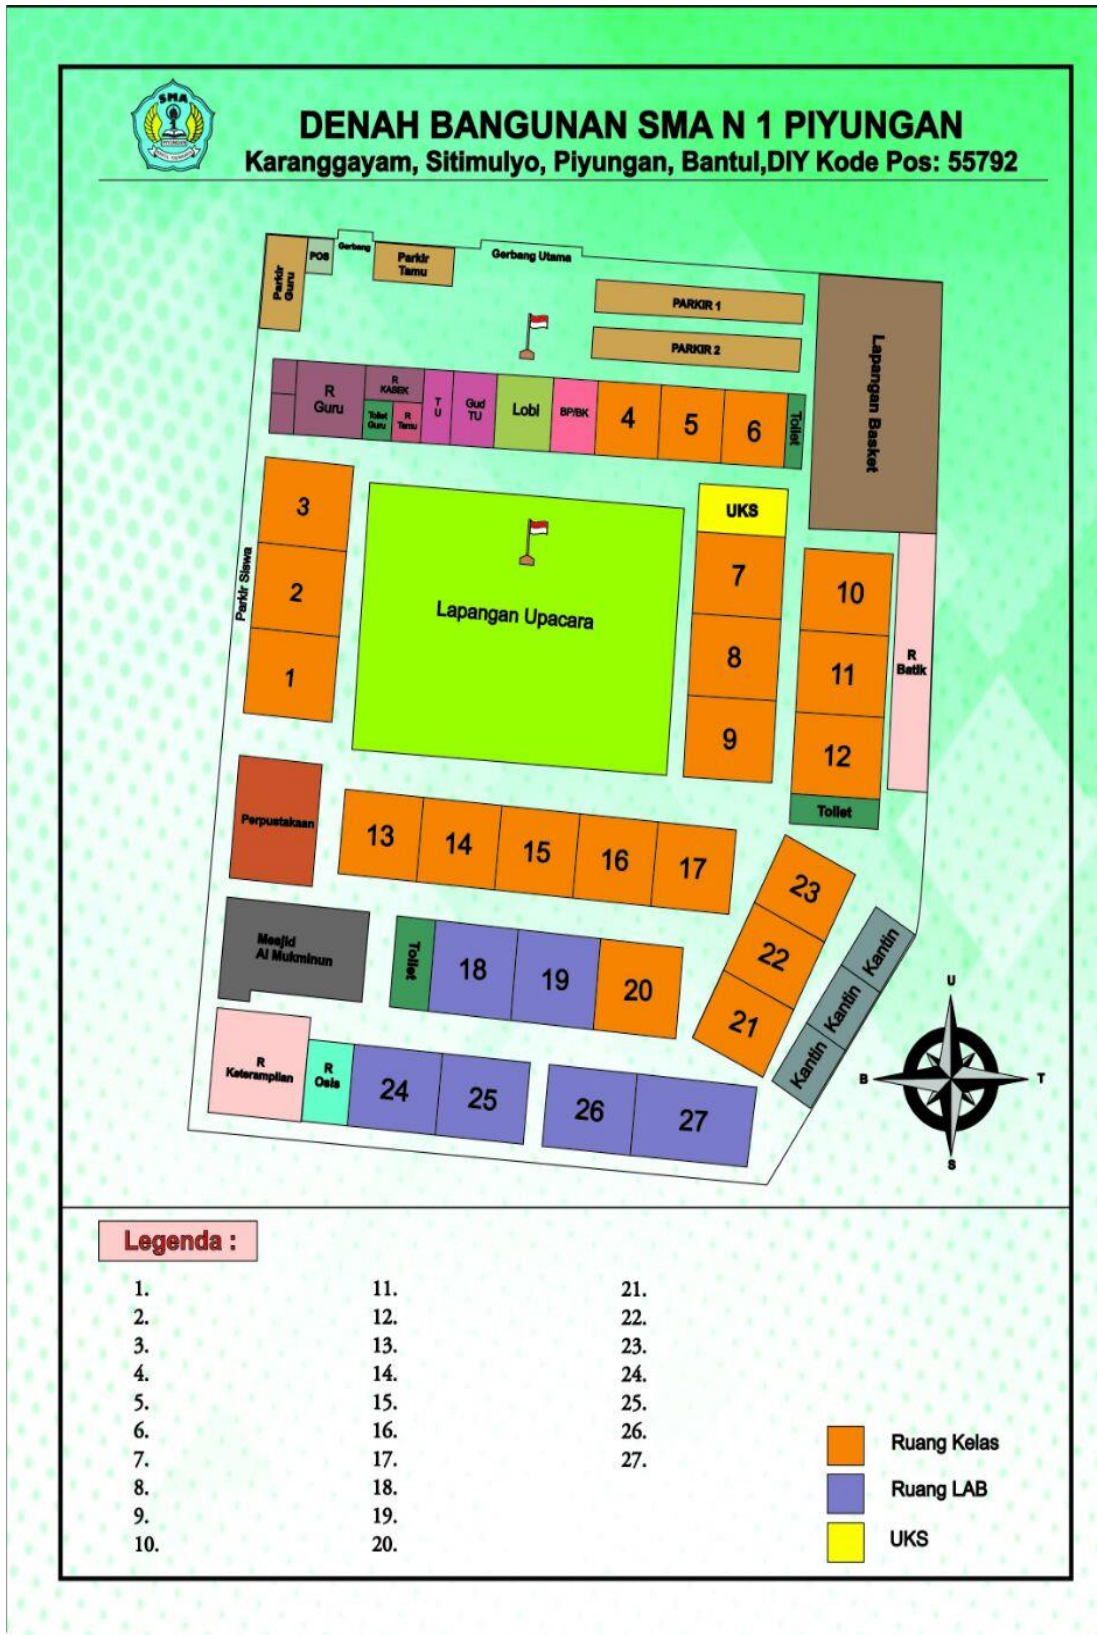 SMA
PIYUNGAN
DENAH BANGUNAN SMA N 1 PIYUNGAN
Karanggayam, Sitimulyo, Piyungan, Bantul,DIY Kode Pos: 55792
Parkir
Guru
POS
Gerbang
Parkir
Tamu
Gerbang Utama
PARKIR 1
PARKIR 2
Lapangan Basket
R
Guru
R
KASEK
Toilet
Guru
R
Tamu
T
U
Gud
TU
Lobi
BP/BK
4
5
6
Toilet
3
2
1
Parkir Siswa
Lapangan Upacara
UKS
7
8
9
10
11
12
Toilet
R
Batik
Perpustakaan
13
14
15
16
17
23
22
21
Kantin
Kantin
Kantin
Mesjid
Al Mukminun
Toilet
18
19
20
R
Keterampilan
R
Osis
24
25
26
27
U
B
T
S
Legenda :
1.
2.
3.
4.
5.
6.
7.
8.
9.
10.
11.
12.
13.
14.
15.
16.
17.
18.
19.
20.
21.
22.
23.
24.
25.
26.
27.
Ruang Kelas
Ruang LAB
UKS